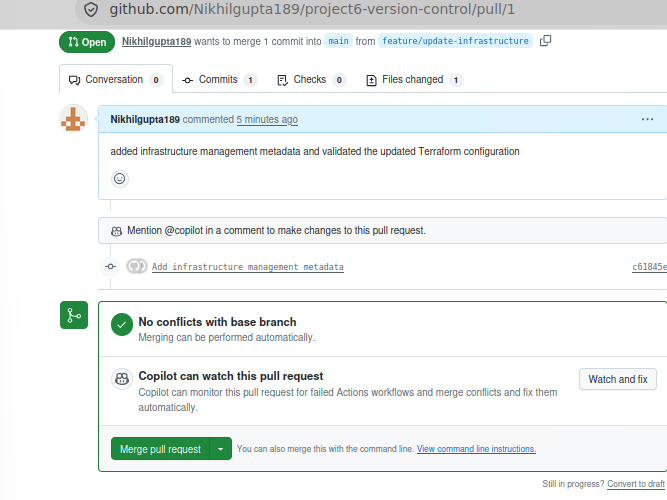 github.com/Nikhilgupta189/project6-version-control/pull/1
Open Nikhilgupta189 wants to merge 1 commit into main from feature/update-infrastructure
Conversation 0 Commits 1 Checks 0 Files changed 1
Nikhilgupta189 commented 5 minutes ago
added infrastructure management metadata and validated the updated Terraform configuration
Mention @copilot in a comment to make changes to this pull request.
Add infrastructure management metadata c61845e
No conflicts with base branch
Merging can be performed automatically.
Copilot can watch this pull request
Watch and fix
Copilot can monitor this pull request for failed Actions workflows and merge conflicts and fix them
automatically.
Merge pull request You can also merge this with the command line. View command line instructions.
Still in progress? Convert to draft